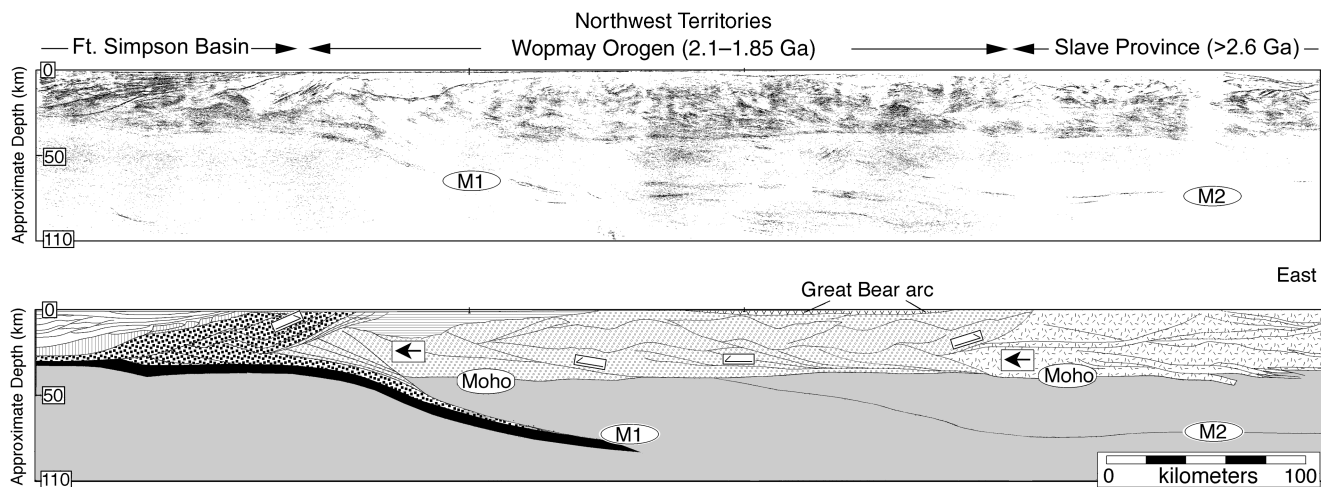 Northwest Territories
Ft. Simpson Basin
Wopmay Orogen (2.1–1.85 Ga)
Slave Province (>2.6 Ga)
Approximate Depth (km)
0
50
110
M1
M2
East
Great Bear arc
Approximate Depth (km)
0
50
110
Moho
Moho
M1
M2
0 kilometers 100